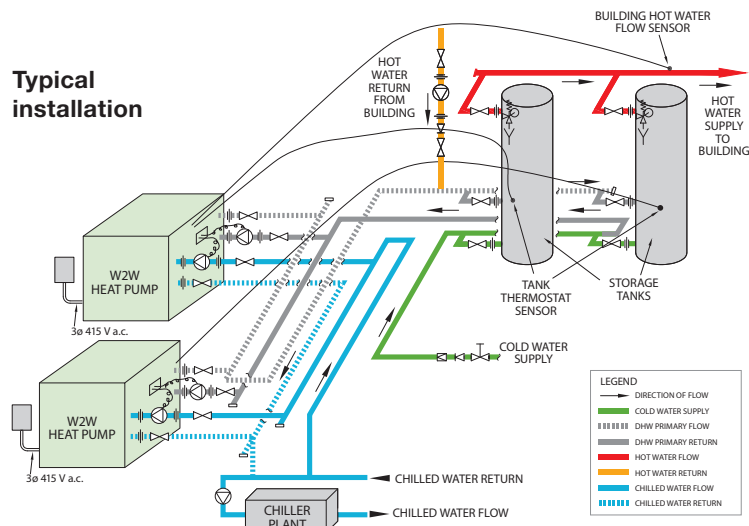 Typical
installation
BUILDING HOT WATER
FLOW SENSOR
HOT
WATER
RETURN
FROM
BUILDING
HOT
WATER
SUPPLY
TO
BUILDING
W2W
HEAT PUMP
3ø 415 V a.c.
TANK
THERMOSTAT
SENSOR
STORAGE
TANKS
COLD WATER
SUPPLY
W2W
HEAT PUMP
3ø 415 V a.c.
CHILLED WATER RETURN
CHILLER
PLANT
CHILLED WATER FLOW
LEGEND
DIRECTION OF FLOW
COLD WATER SUPPLY
DHW PRIMARY FLOW
DHW PRIMARY RETURN
HOT WATER FLOW
HOT WATER RETURN
CHILLED WATER FLOW
CHILLED WATER RETURN